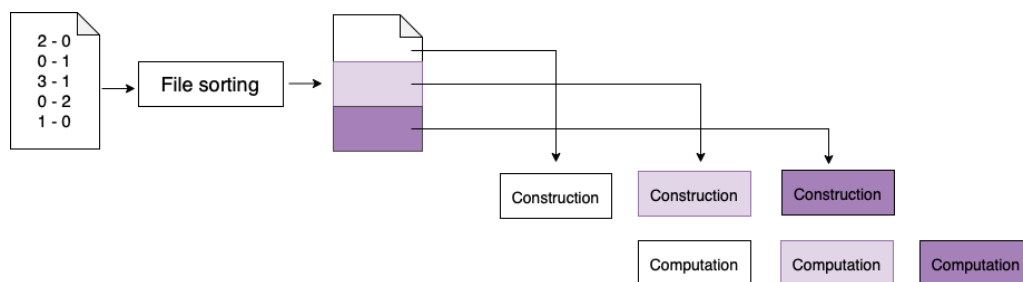 2 - 0
0 - 1
3 - 1
0 - 2
1 - 0
File sorting
Construction
Construction
Construction
Computation
Computation
Computation